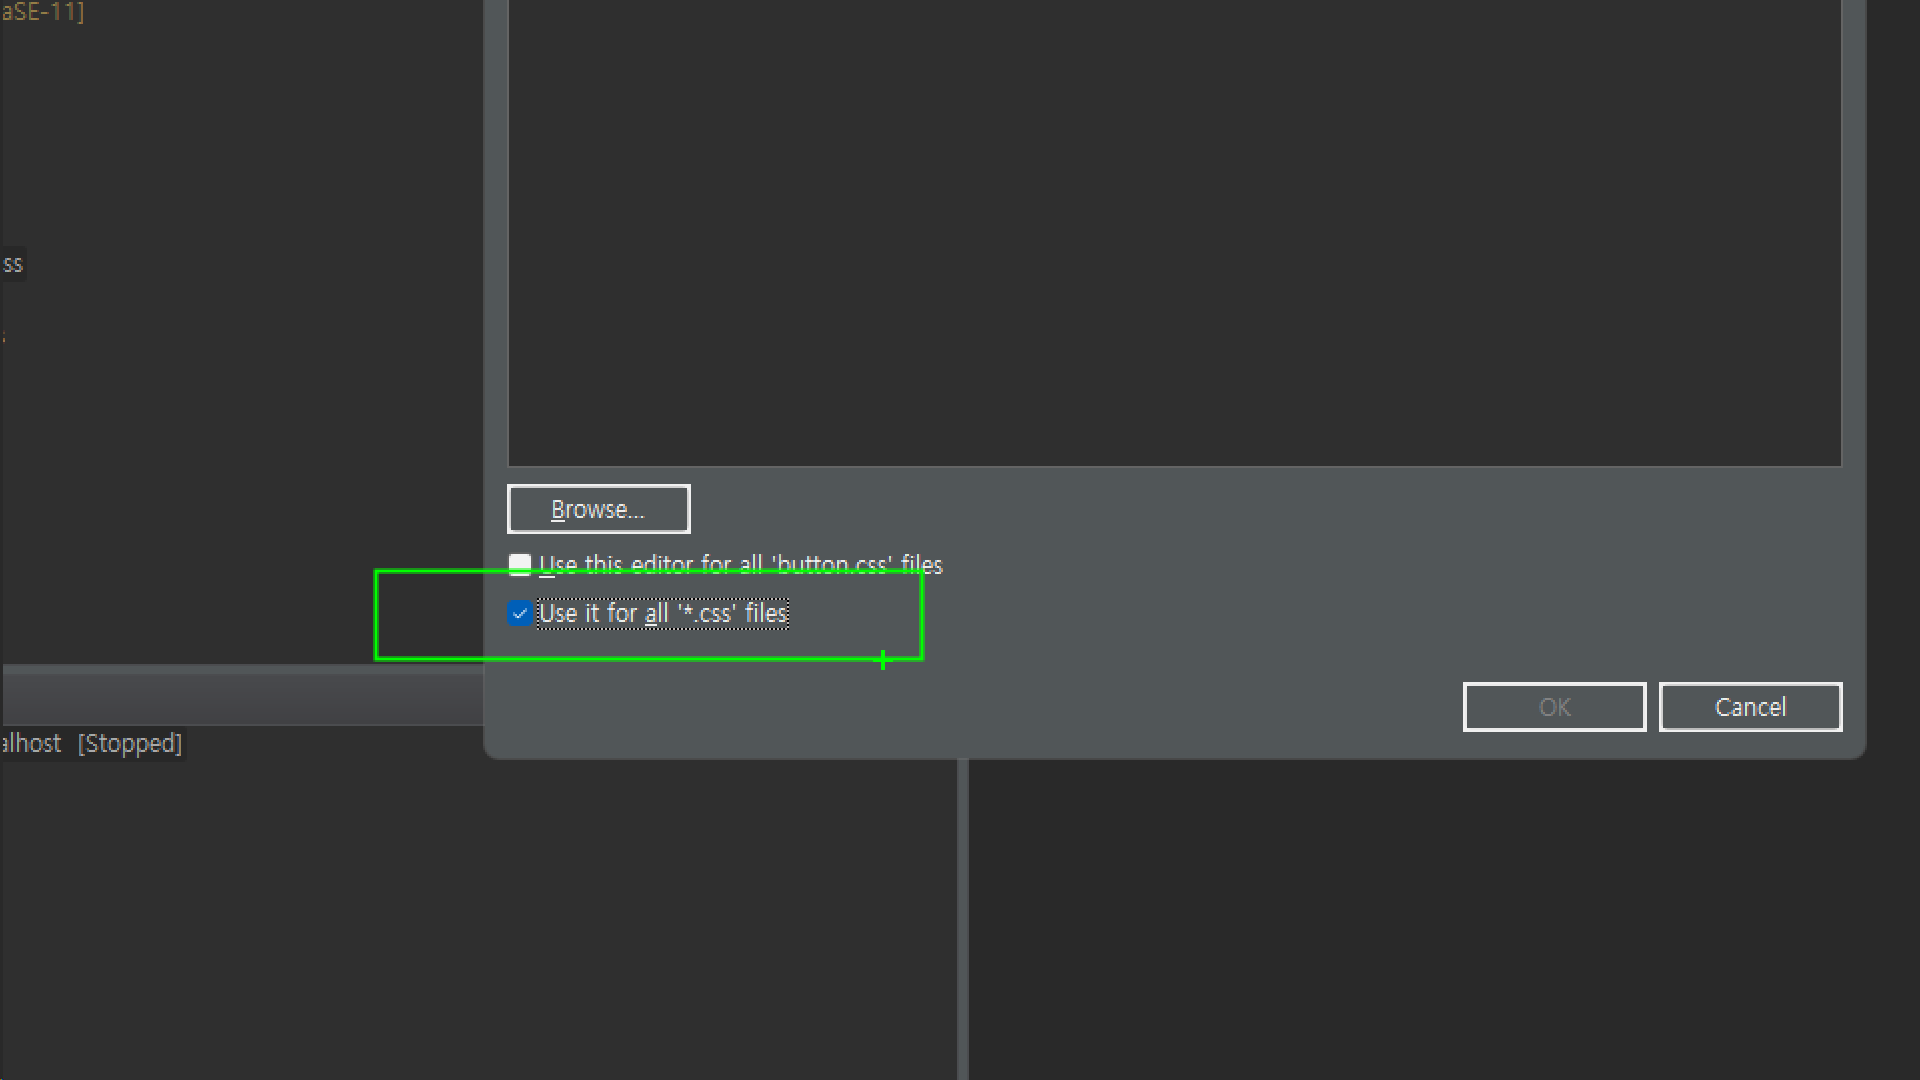 aSE-11]
ss
Browse...
Use this editor for all 'button.css' files
Use it for all '*.css' files
OK
Cancel
alhost [Stopped]